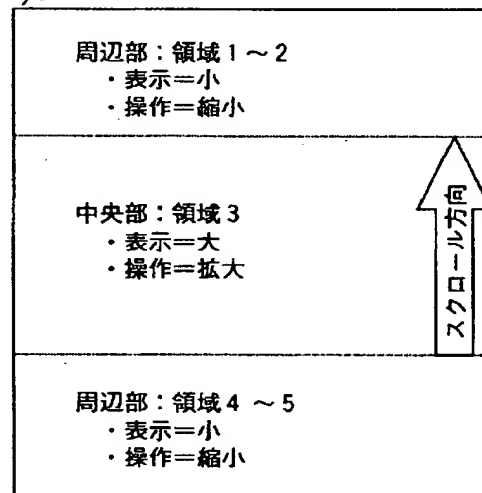 周辺部：領域1～2
・表示＝小
・操作＝縮小
中央部：領域3
・表示＝大
・操作＝拡大
スクロール方向
周辺部：領域4 ～5
・表示＝小
・操作＝縮小